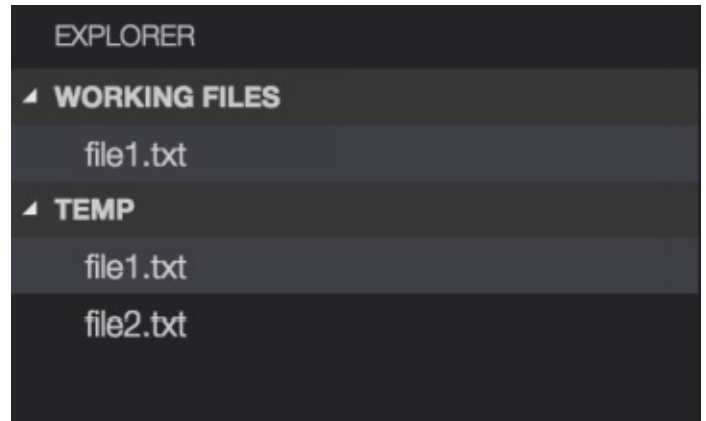 EXPLORER
WORKING FILES
file1.txt
TEMP
file1.txt
file2.txt